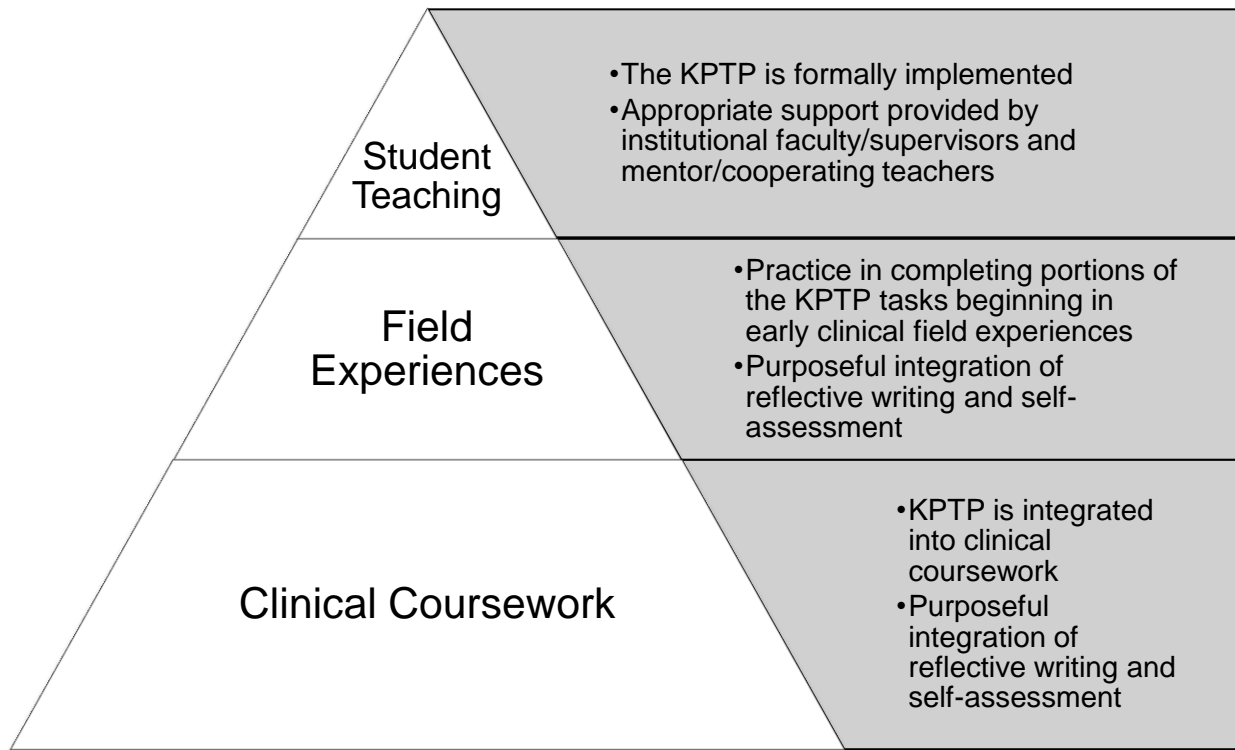 Student
Teaching
•The KPTP is formally implemented
•Appropriate support provided by
institutional faculty/supervisors and
mentor/cooperating teachers
Field
Experiences
•Practice in completing portions of
the KPTP tasks beginning in
early clinical field experiences
•Purposeful integration of
reflective writing and self-
assessment
Clinical Coursework
•KPTP is integrated
into clinical
coursework
•Purposeful
integration of
reflective writing and
self-assessment